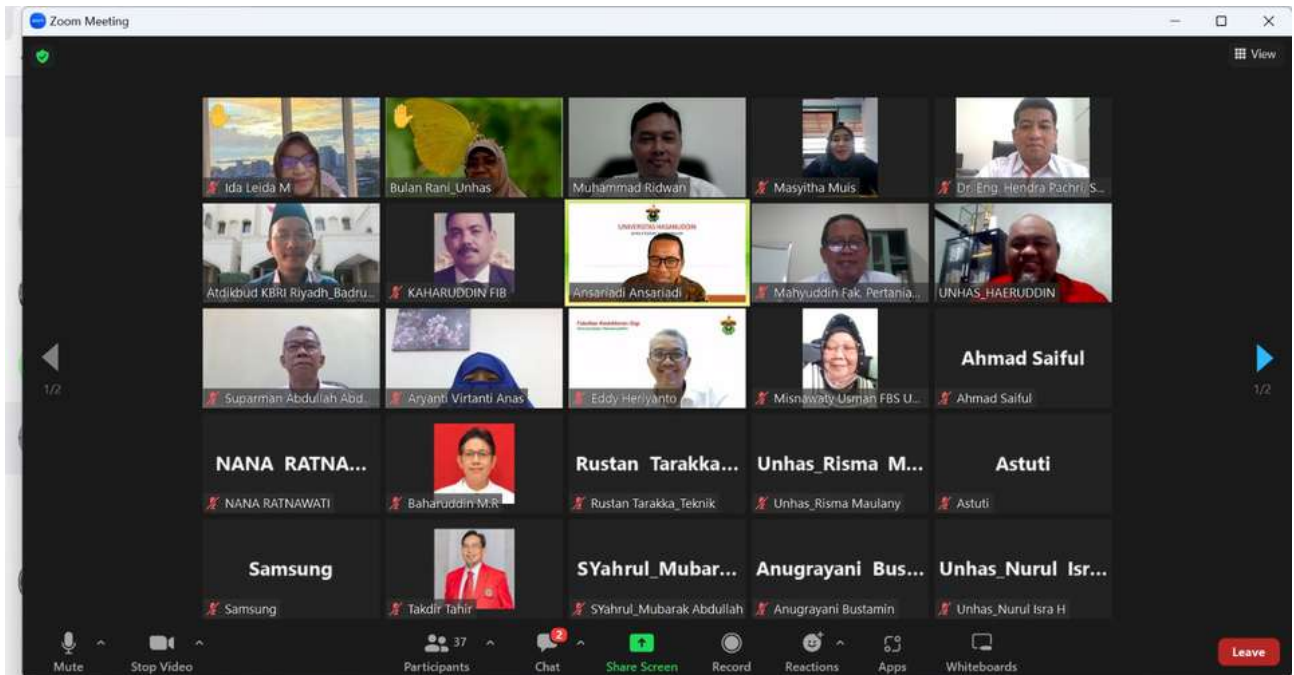 Zoom Meeting
View
Ida Leida M
Bulan Rani_Unhas
Muhammad Ridwan
Masyitha Muis
Dr. Eng. Hendra Pachri, S...
Atdikbud KBRI Riyadh_Badru...
KAHARUDDIN FIB
UNIVERSITAS HASANUDDIN
Ansariadi Ansariadi
Mahyuddin Fak. Pertania...
UNHAS_HAERUDDIN
Suparman Abdullah Abd...
Aryanti Virtanti Anas
Fakultas Kedokteran Gigi
Eddy Heriyanto
Misnawaty Usman FBS U...
Ahmad Saiful
Ahmad Saiful
1/2
1/2
NANA RATNA...
NANA RATNAWATI
Baharuddin M.R
Rustan Tarakka...
Rustan Tarakka_Teknik
Unhas_Risma M...
Unhas_Risma Maulany
Astuti
Astuti
Samsung
Samsung
Takdir Tahir
SYahrul_Mubar...
SYahrul_Mubarak Abdullah
Anugrayani Bus...
Anugrayani Bustamin
Unhas_Nurul Isr...
Unhas_Nurul Isra H
Mute
Stop Video
37
Participants
2
Chat
Share Screen
Record
Reactions
Apps
Whiteboards
Leave